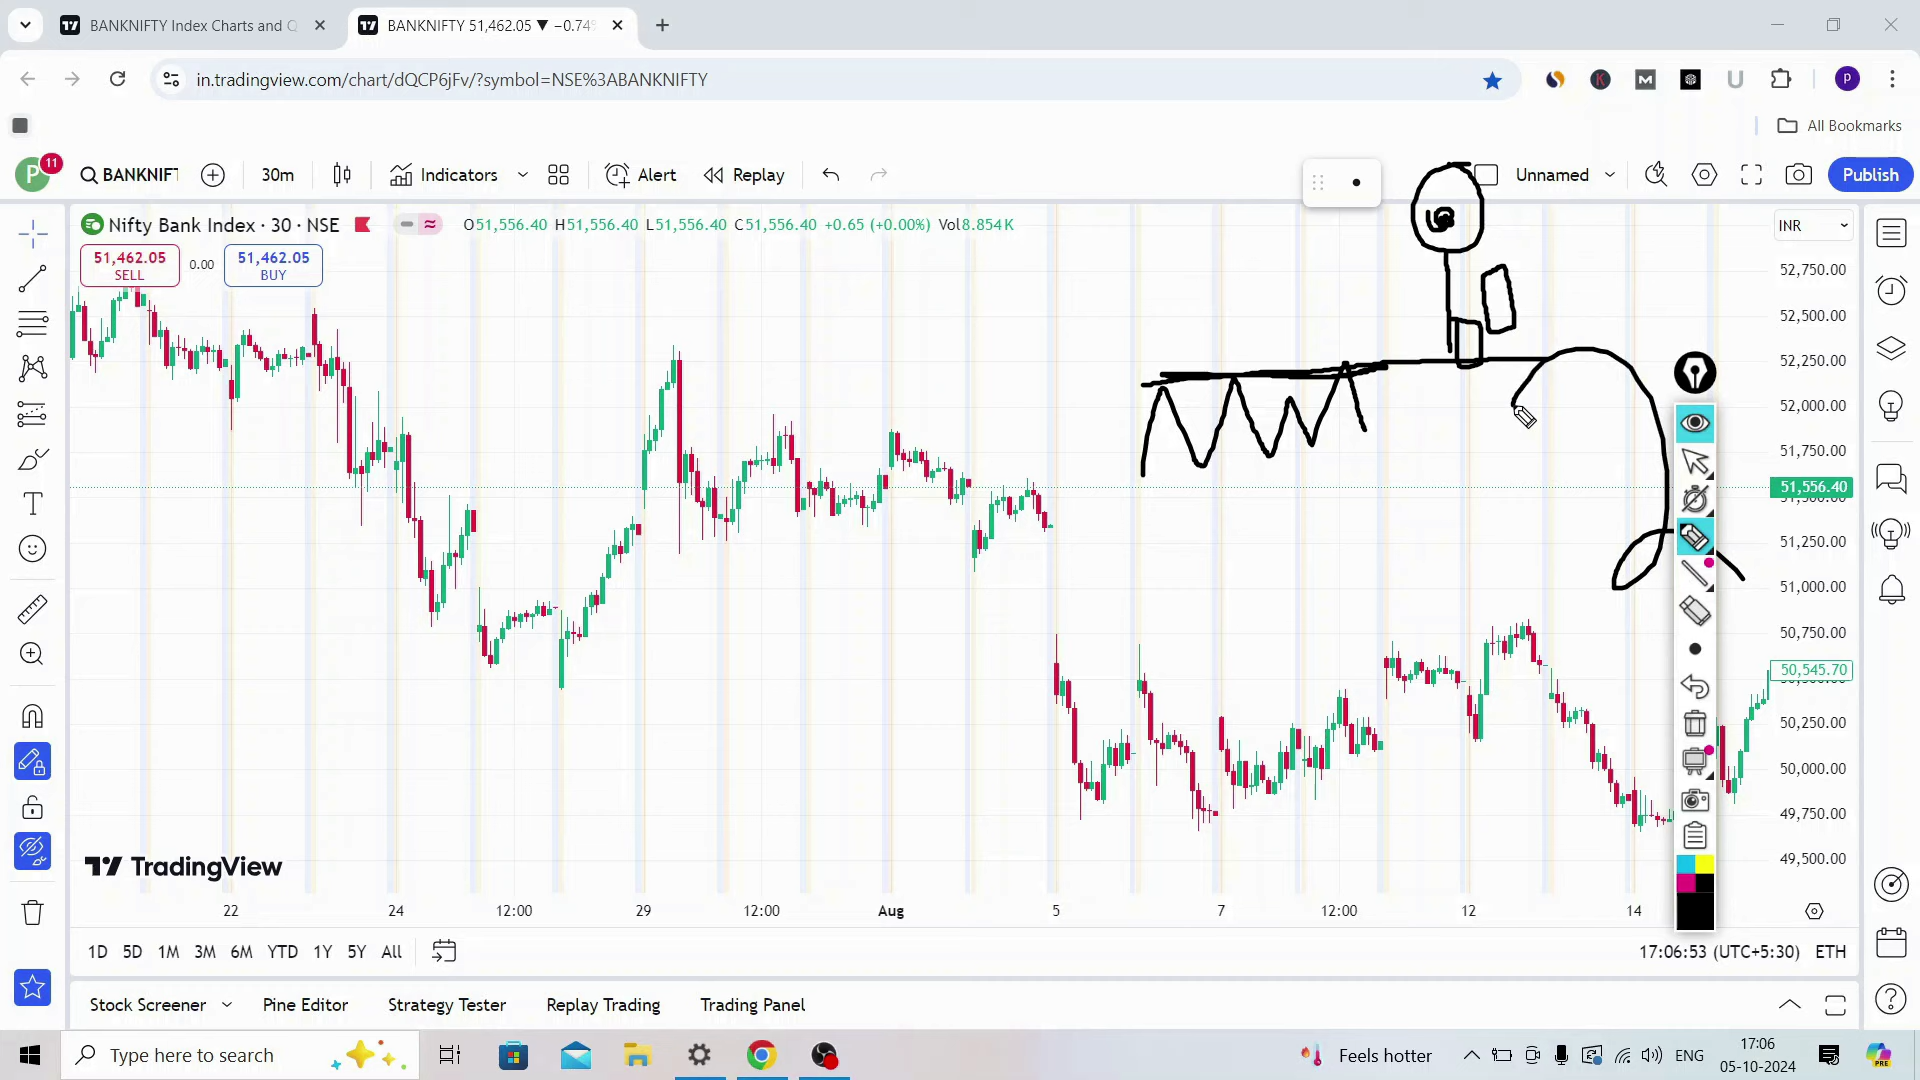 BANKNIFTY Index Charts and Q
BANKNIFTY 51,462.05 ▼ −0.74%
in.tradingview.com/chart/dQCP6jFv/?symbol=NSE%3ABANKNIFTY
All Bookmarks
P 11 BANKNIFT 30m Indicators Alert Replay Unnamed Publish
Nifty Bank Index · 30 · NSE O51,556.40 H51,556.40 L51,556.40 C51,556.40 +0.65 (+0.00%) Vol8.854 K
INR
51,462.05 SELL 0.00 51,462.05 BUY
52,750.00
52,500.00
52,250.00
52,000.00
51,750.00
51,556.40
51,250.00
51,000.00
50,750.00
50,545.70
50,250.00
50,000.00
49,750.00
49,500.00
TradingView
22 24 12:00 29 12:00 Aug 5 7 12:00 12 14
1D 5D 1M 3M 6M YTD 1Y 5Y All 17:06:53 (UTC+5:30) ETH
Stock Screener Pine Editor Strategy Tester Replay Trading Trading Panel
Type here to search Feels hotter ENG 17:06
05-10-2024
PRE